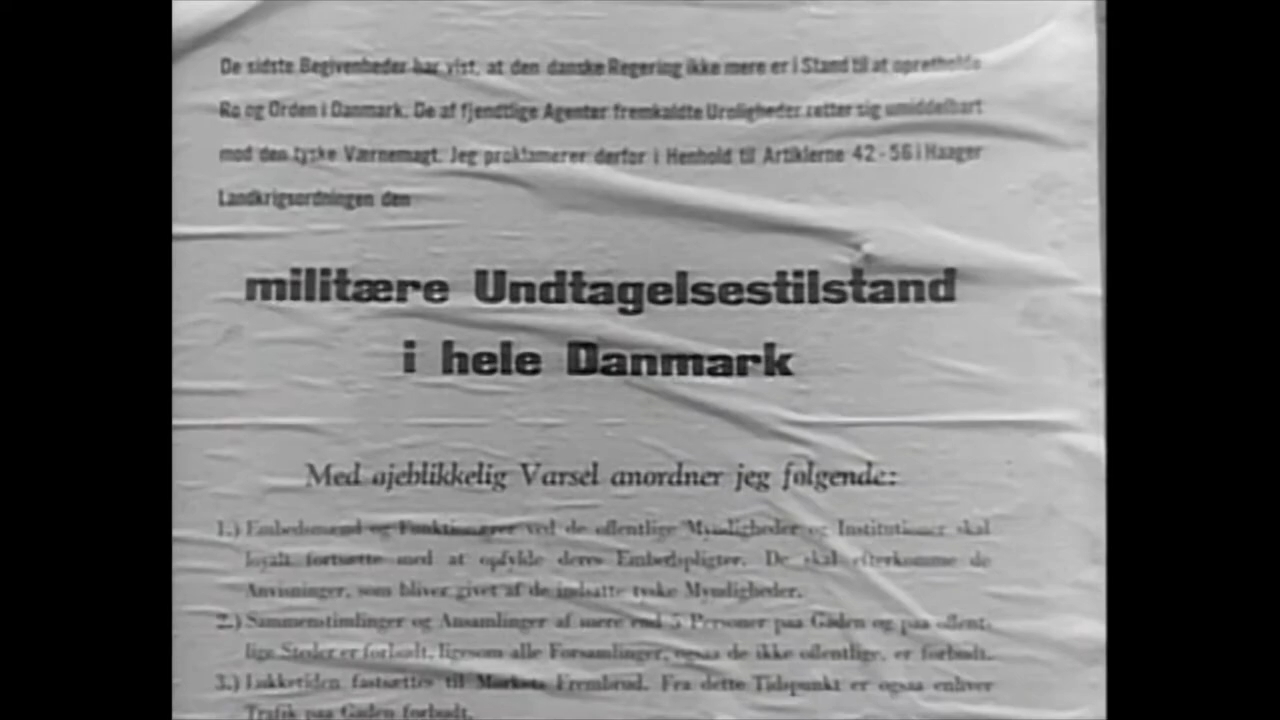 De sidste Begivenheder har vist, at den danske Regering ikke mere er i Stand til at opretholde
Ro og Orden i Danmark. De af fjendtlige Agenter fremkaldte Uroligheder retter sig umiddelbart
mod den tyske Værnemagt. Jeg proklamerer derfor i Henhold til Artiklerne 42-56 i Haager
Landkrigsordningen den
militære Undtagelsestilstand
i hele Danmark
Med øjeblikkelig Varsel anordner jeg følgende:
1.) Embedsmænd og Funktionærer ved de offentlige Myndigheder og Institutioner skal
loyalt fortsætte med at opfylde deres Embedspligter. De skal efterkomme de
Anvisninger, som bliver givet af de indsatte tyske Myndigheder.
2.) Sammenstimlinger og Ansamlinger af mere end 5 Personer paa Gaden og paa offent-
lige Steder er forbudt, ligesom alle Forsamlinger, ogsaa de ikke offentlige, er forbudt.
3.) Lukketiden fastsættes til Mørkets Frembrud. Fra dette Tidspunkt er ogsaa enhver
Trafik paa Gaden forbudt.